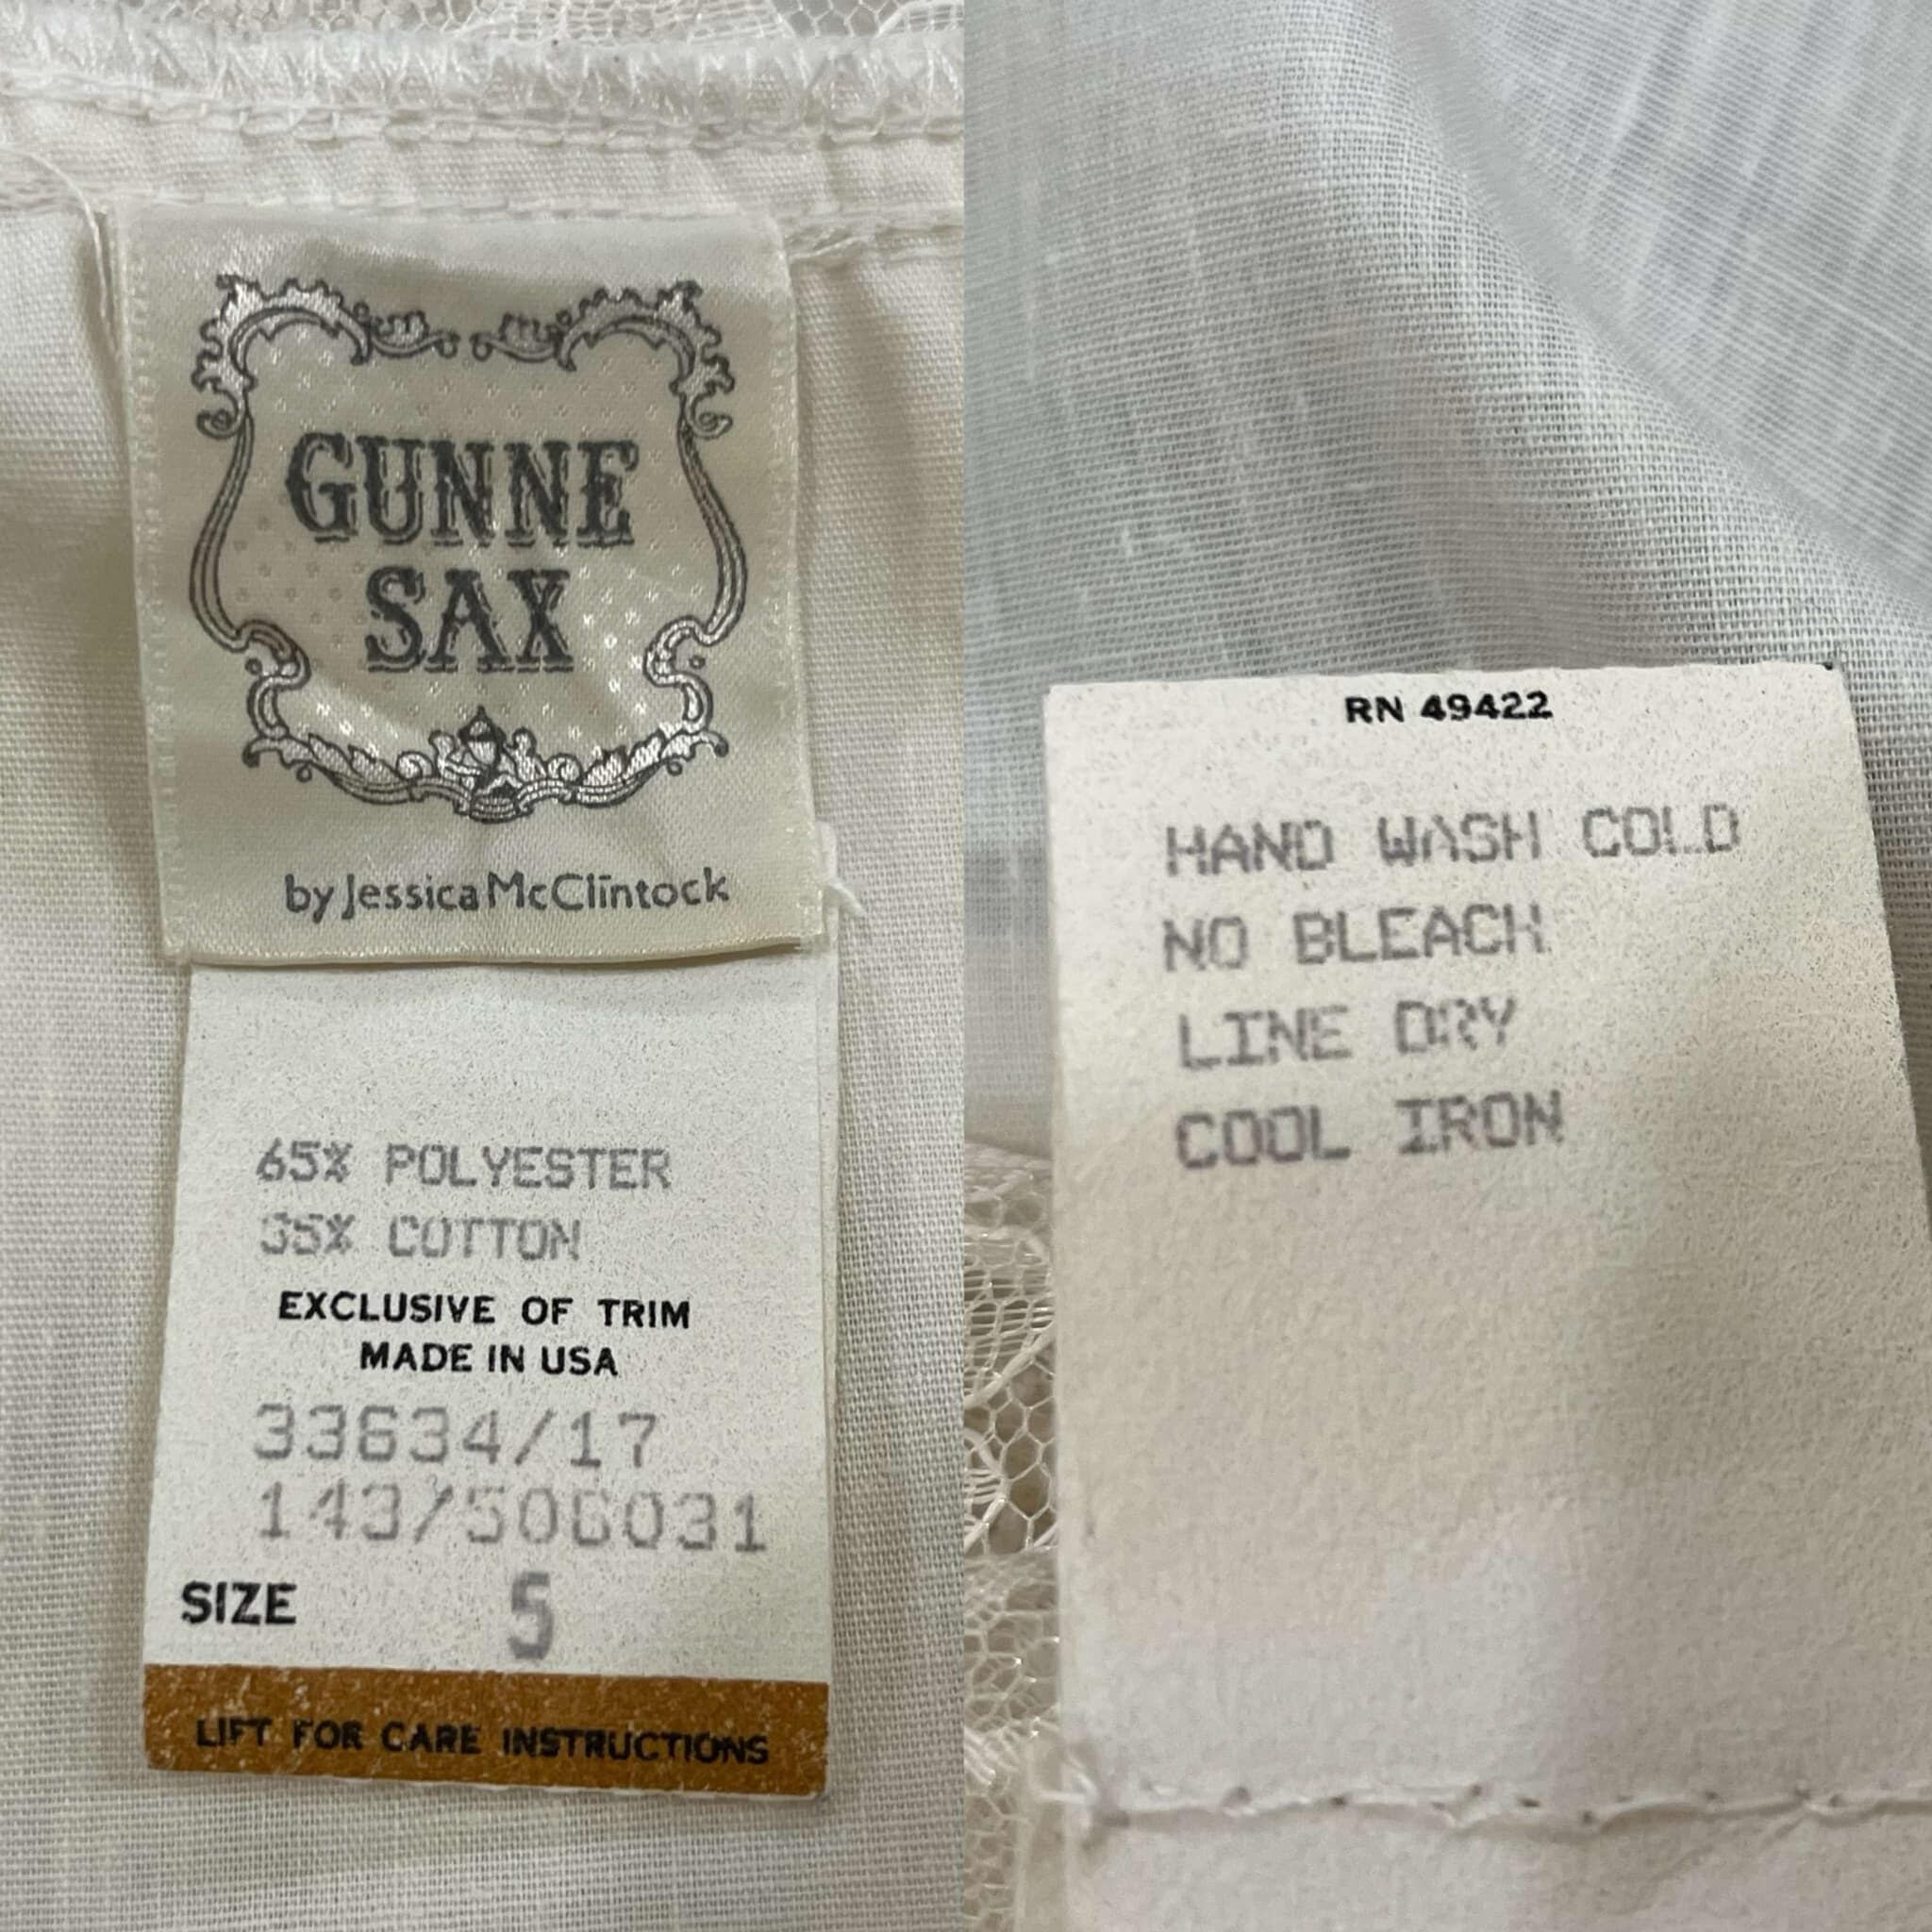 GUNNE
SAX
by Jessica McClintock
65% POLYESTER
35% COTTON
EXCLUSIVE OF TRIM
MADE IN USA
33634/17
143/506031
SIZE 5
LIFT FOR CARE INSTRUCTIONS
RN 49422
HAND WASH COLD
NO BLEACH
LINE DRY
COOL IRON